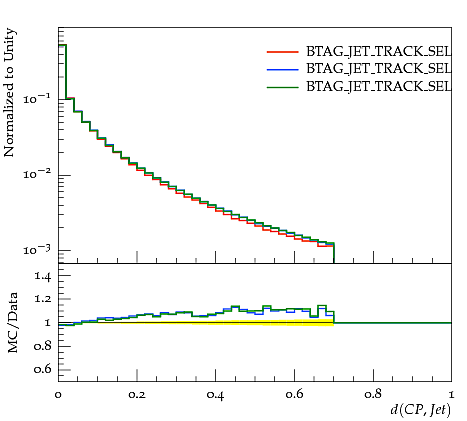 Normalized to Unity
BTAG_JET_TRACK_SEL
BTAG_JET_TRACK_SEL
BTAG_JET_TRACK_SEL
10⁻¹
10⁻²
10⁻³
MC/Data
1.4
1.2
1
0.8
0.6
0 0.2 0.4 0.6 0.8 1
d(CP, Jet)